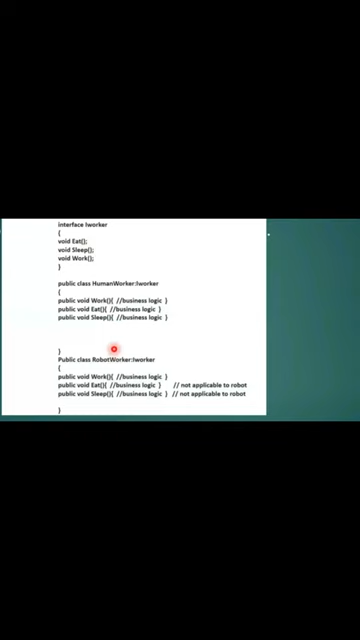 interface Iworker
{
void Eat();
void Sleep();
void Work();
}
public class HumanWorker:Iworker
{
public void Work(){ //business logic }
public void Eat(){ //business logic }
public void Sleep(){ //business logic }
}
Public class RobotWorker:Iworker
{
public void Work(){ //business logic }
public void Eat(){ //business logic } // not applicable to robot
public void Sleep(){ //business logic } // not applicable to robot
}